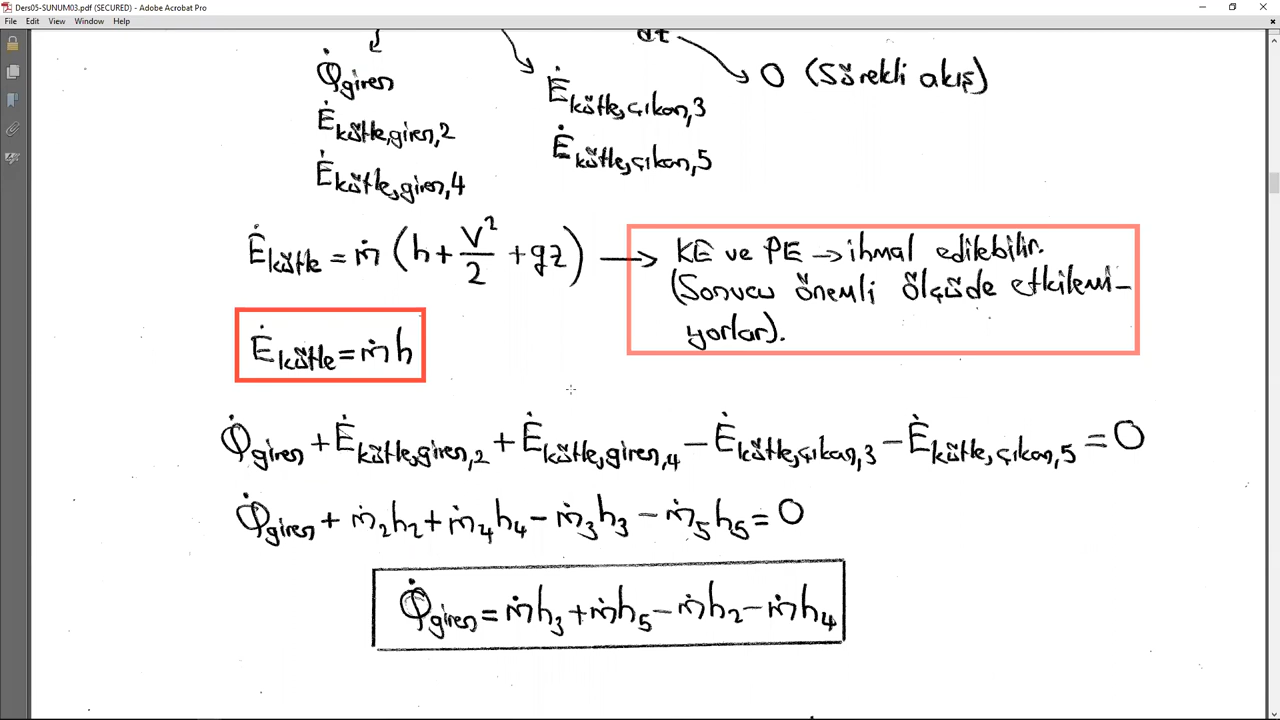 Ders05-SUNUM03.pdf (SECURED) - Adobe Acrobat Pro
File Edit View Window Help
dt
Q̇giren
Ėkütle,giren,2
Ėkütle,giren,4
Ėkütle,çıkan,3
Ėkütle,çıkan,5
0 (Sürekli akış)
Ėkütle = ṁ (h + V²/2 + gz) → KE ve PE → ihmal edilebilir.
(Sonucu önemli ölçüde etkilemi-
yorlar).
Ėkütle = ṁh
Q̇giren + Ėkütle,giren,2 + Ėkütle,giren,4 − Ėkütle,çıkan,3 − Ėkütle,çıkan,5 = 0
Q̇giren + ṁ₂h₂ + ṁ₄h₄ − ṁ₃h₃ − ṁ₅h₅ = 0
Q̇giren = ṁh₃ + ṁh₅ − ṁh₂ − ṁh₄